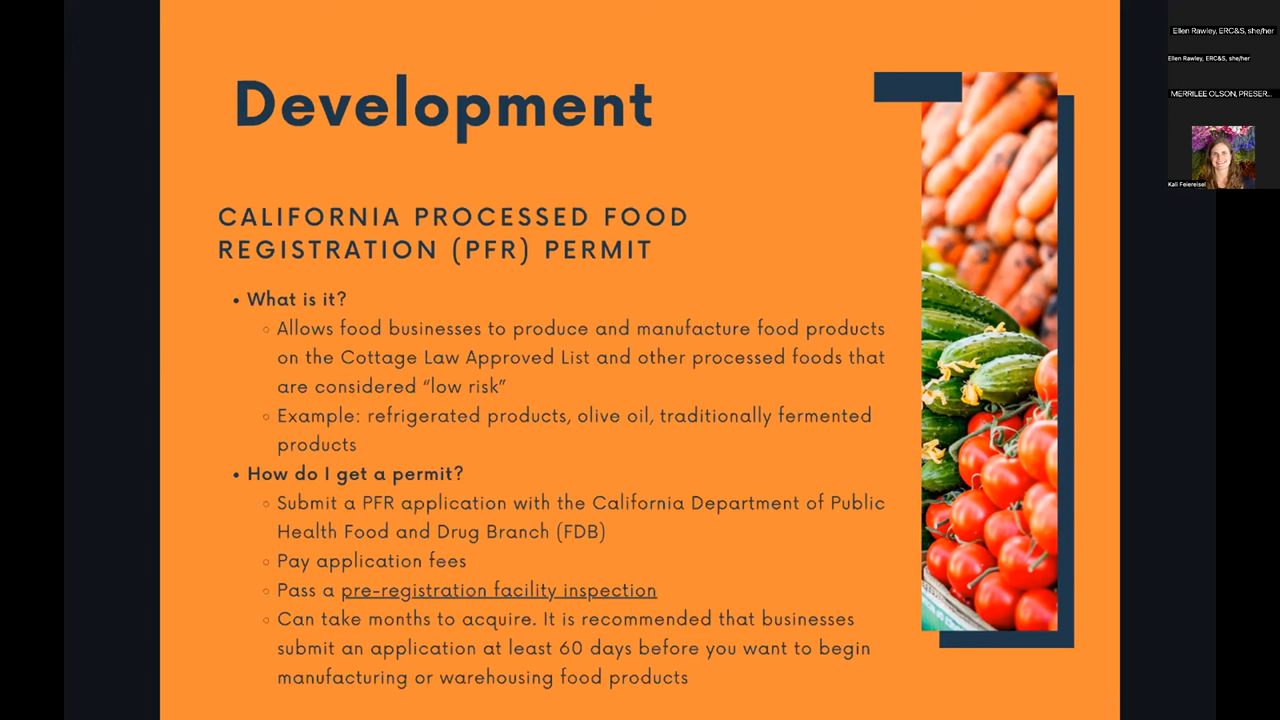 Development
CALIFORNIA PROCESSED FOOD
REGISTRATION (PFR) PERMIT
• What is it?
◦ Allows food businesses to produce and manufacture food products
on the Cottage Law Approved List and other processed foods that
are considered “low risk”
◦ Example: refrigerated products, olive oil, traditionally fermented
products
• How do I get a permit?
◦ Submit a PFR application with the California Department of Public
Health Food and Drug Branch (FDB)
◦ Pay application fees
◦ Pass a pre-registration facility inspection
◦ Can take months to acquire. It is recommended that businesses
submit an application at least 60 days before you want to begin
manufacturing or warehousing food products
Ellen Rawley, ERC&S, she/her
Ellen Rawley, ERC&S, she/her
MERRILEE OLSON, PRESER...
Kali Feiereisel